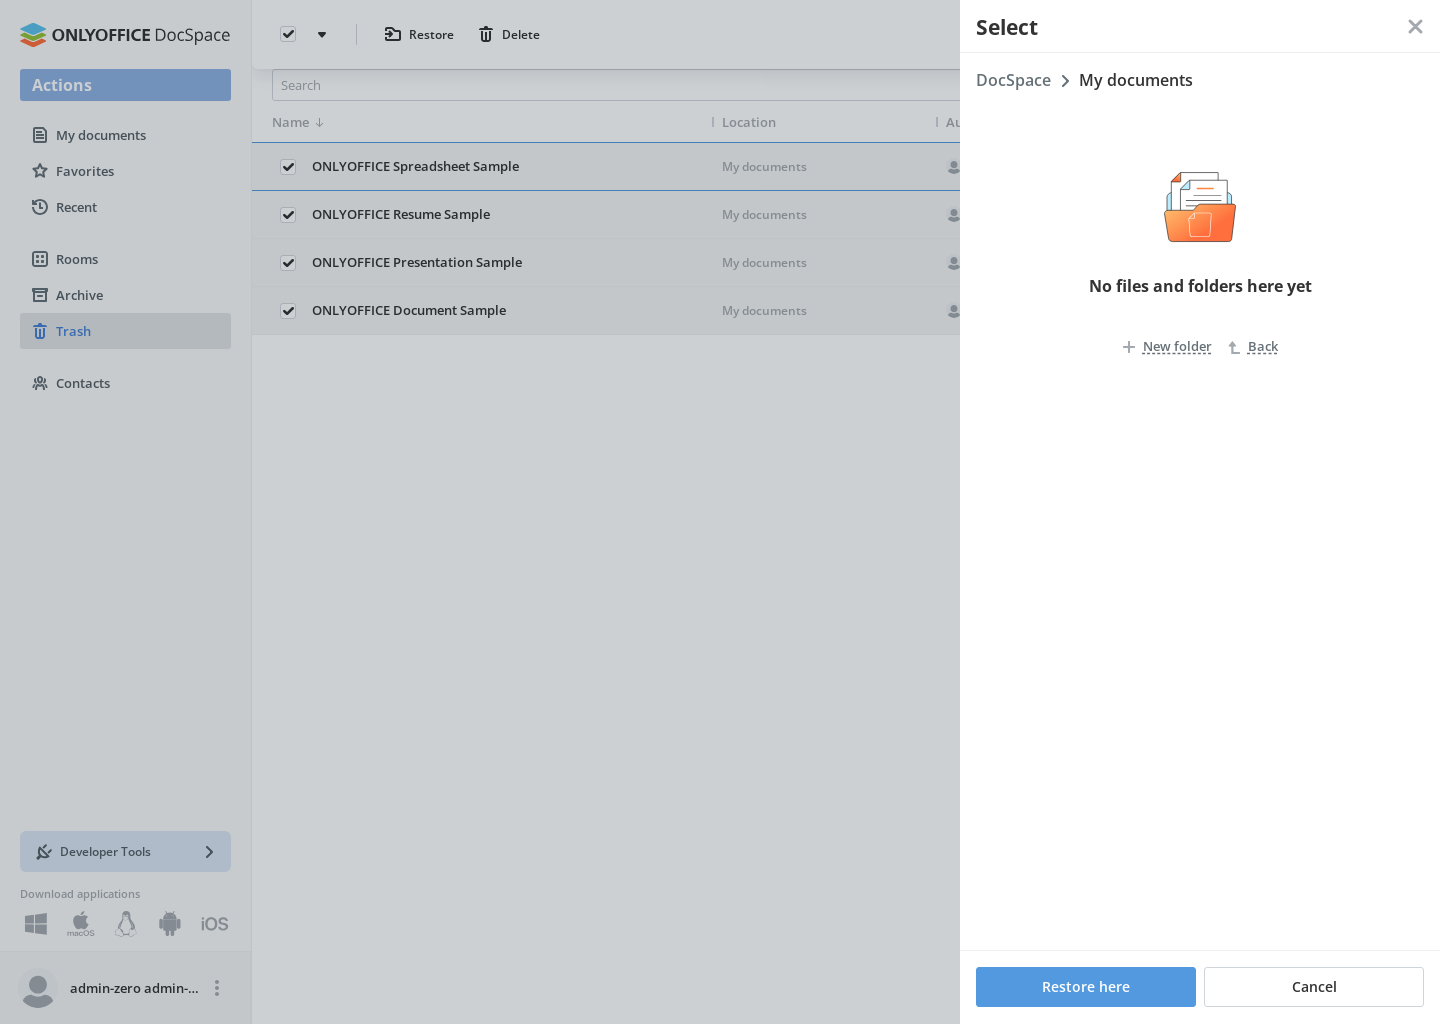 ONLYOFFICE DocSpace
Actions
My documents
Favorites
Recent
Rooms
Archive
Trash
Contacts
Developer Tools
Download applications
macOS
iOS
admin-zero admin-...
Restore
Delete
Search
Name
Location
Au
ONLYOFFICE Spreadsheet Sample
My documents
ONLYOFFICE Resume Sample
My documents
ONLYOFFICE Presentation Sample
My documents
ONLYOFFICE Document Sample
My documents
Select
DocSpace
My documents
No files and folders here yet
New folder
Back
Restore here
Cancel